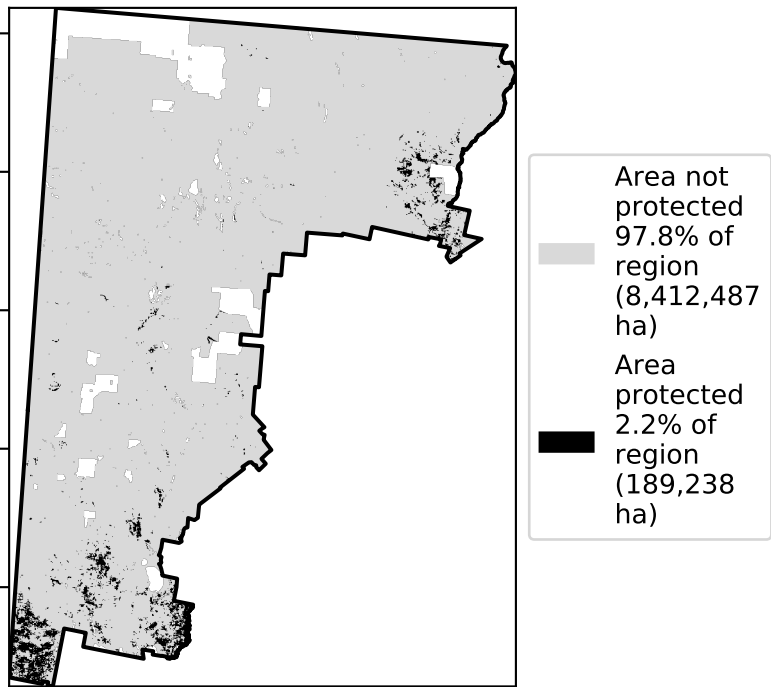 Area not
protected
97.8% of
region
(8,412,487
ha)
Area
protected
2.2% of
region
(189,238
ha)